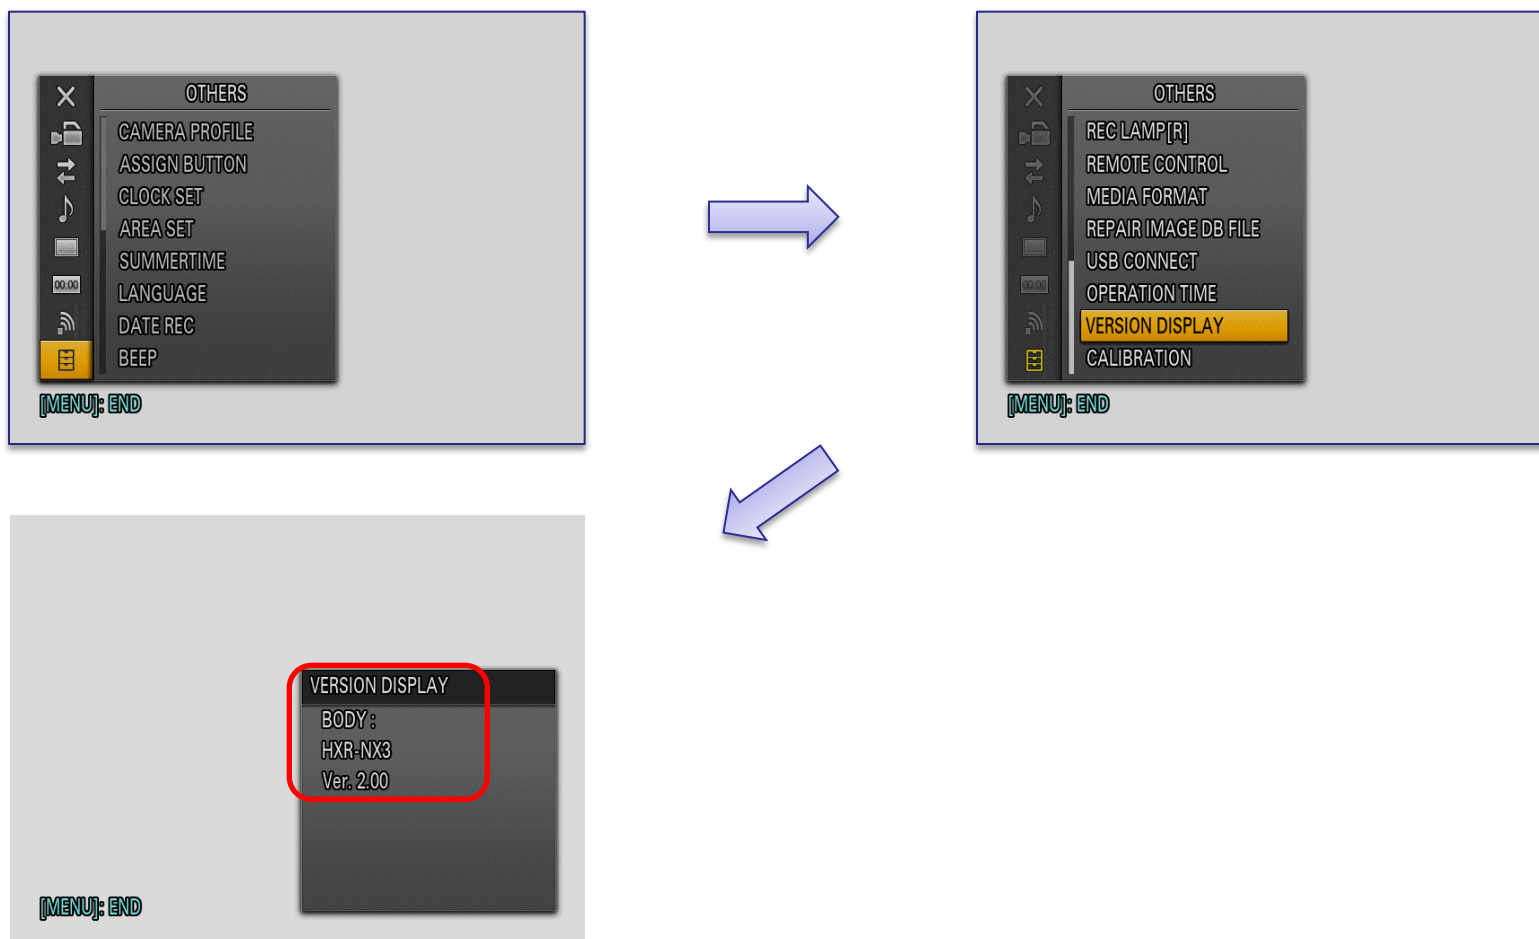 OTHERS
CAMERA PROFILE
ASSIGN BUTTON
CLOCK SET
AREA SET
SUMMERTIME
LANGUAGE
00:00
DATE REC
BEEP
[MENU]: END
OTHERS
REC LAMP[R]
REMOTE CONTROL
MEDIA FORMAT
REPAIR IMAGE DB FILE
USB CONNECT
00:00
OPERATION TIME
VERSION DISPLAY
CALIBRATION
[MENU]: END
VERSION DISPLAY
BODY :
HXR-NX3
Ver. 2.00
[MENU]: END